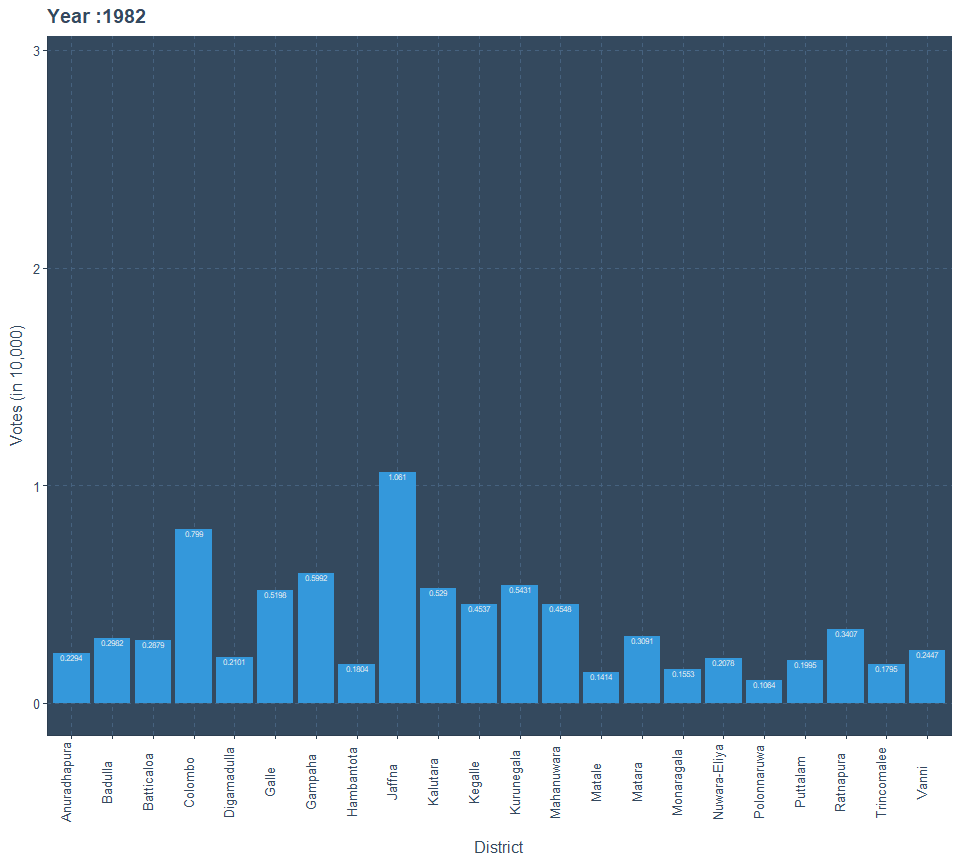 Year :1982
3
2
1
0
Votes (in 10,000)
0.2294
0.2982
0.2879
0.799
0.2101
0.5198
0.5992
0.1804
1.061
0.529
0.4537
0.5431
0.4546
0.1414
0.3091
0.1553
0.2078
0.1064
0.1995
0.3407
0.1795
0.2447
Anuradhapura
Badulla
Batticaloa
Colombo
Digamadulla
Galle
Gampaha
Hambantota
Jaffna
Kalutara
Kegalle
Kurunegala
Mahanuwara
Matale
Matara
Monaragala
Nuwara-Eliya
Polonnaruwa
Puttalam
Ratnapura
Trincomalee
Vanni
District